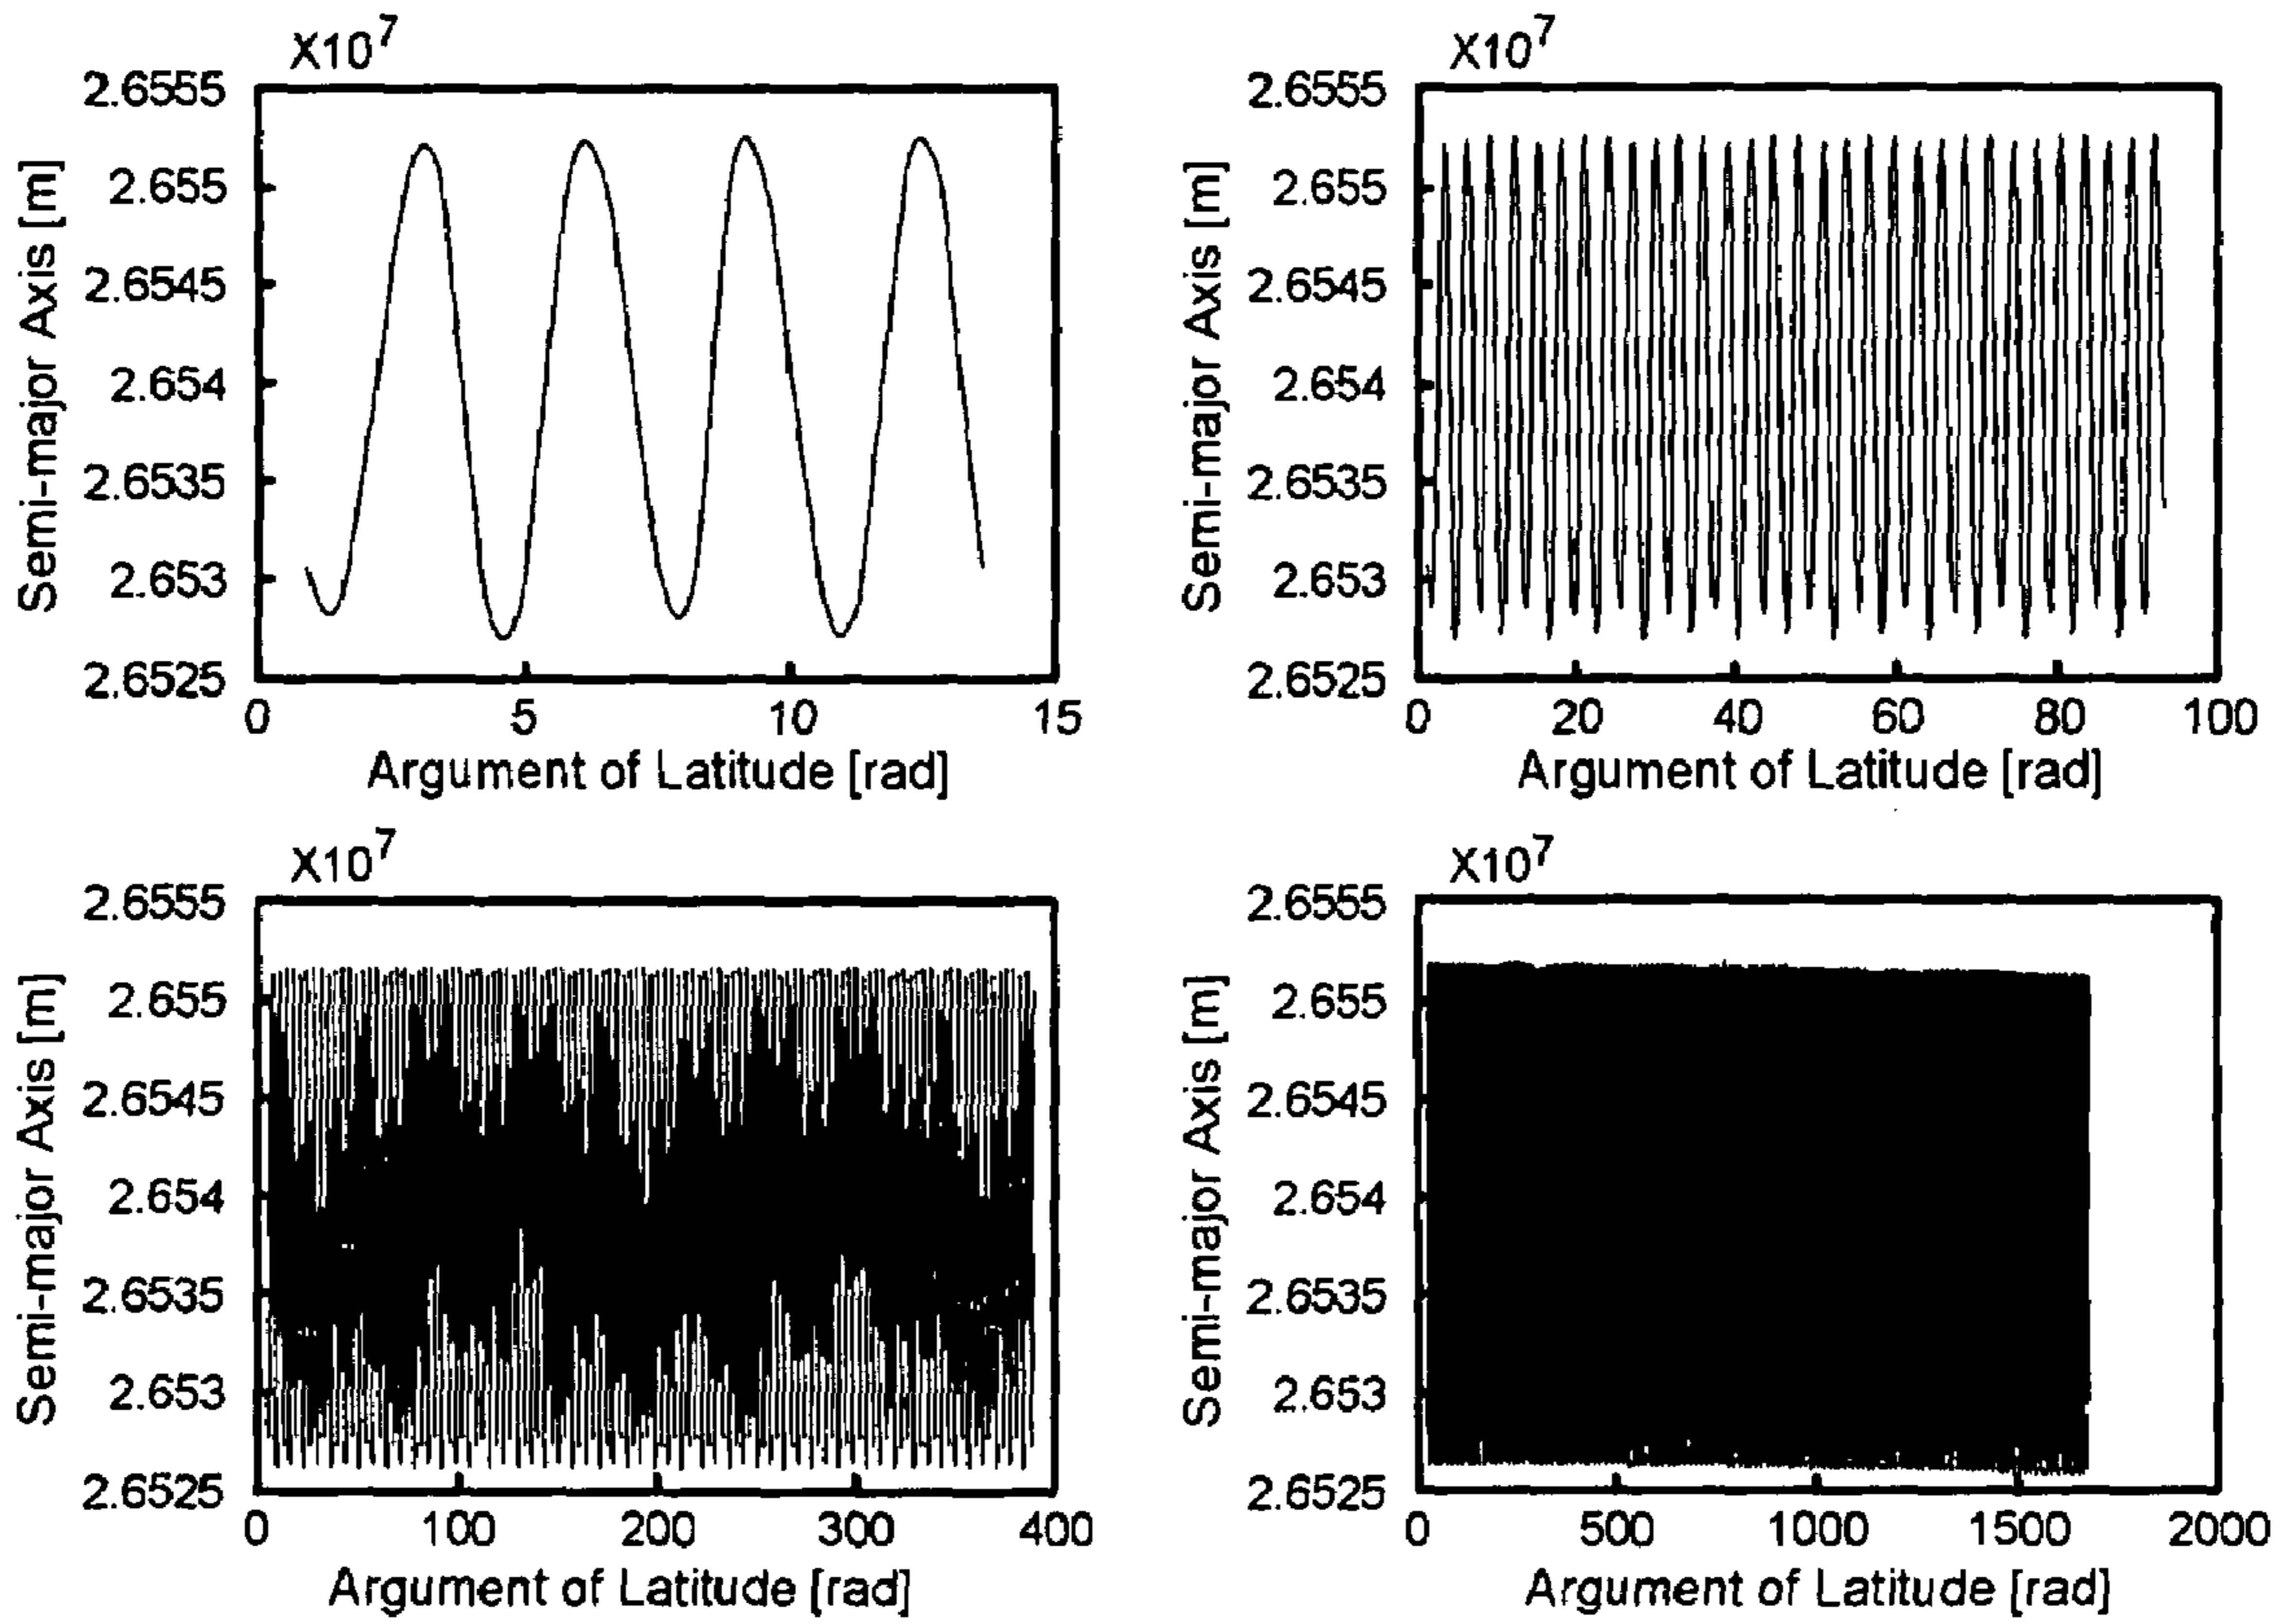 X10^7
2.6555
2.655
2.6545
2.654
2.6535
2.653
2.6525
0 5 10 15
Semi-major Axis [m]
Argument of Latitude [rad]
X10^7
2.6555
2.655
2.6545
2.654
2.6535
2.653
2.6525
0 20 40 60 80 100
Semi-major Axis [m]
Argument of Latitude [rad]
X10^7
2.6555
2.655
2.6545
2.654
2.6535
2.653
2.6525
0 100 200 300 400
Semi-major Axis [m]
Argument of Latitude [rad]
X10^7
2.6555
2.655
2.6545
2.654
2.6535
2.653
2.6525
0 500 1000 1500 2000
Semi-major Axis [m]
Argument of Latitude [rad]